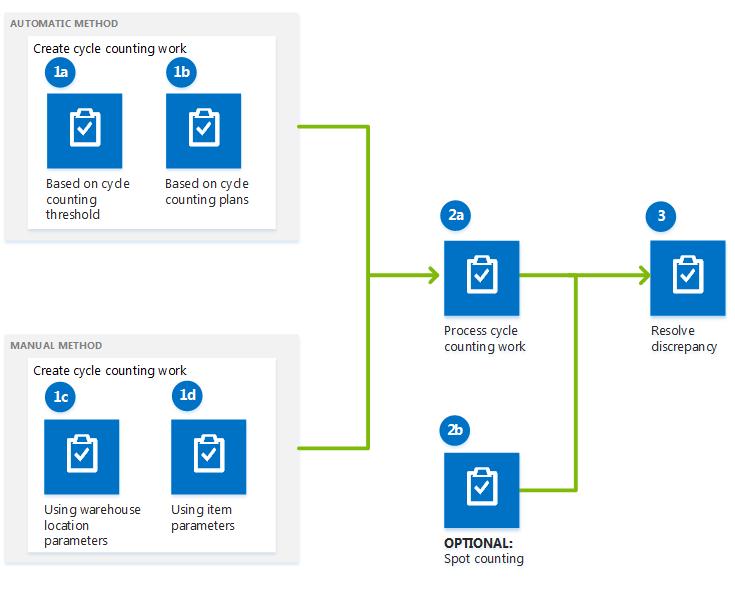 AUTOMATIC METHOD
Create cycle counting work
1a
1b
Based on cycle
counting
threshold
Based on cycle
counting plans
2a
Process cycle
counting work
3
Resolve
discrepancy
MANUAL METHOD
Create cycle counting work
1c
1d
Using warehouse
location
parameters
Using item
parameters
2b
OPTIONAL:
Spot counting